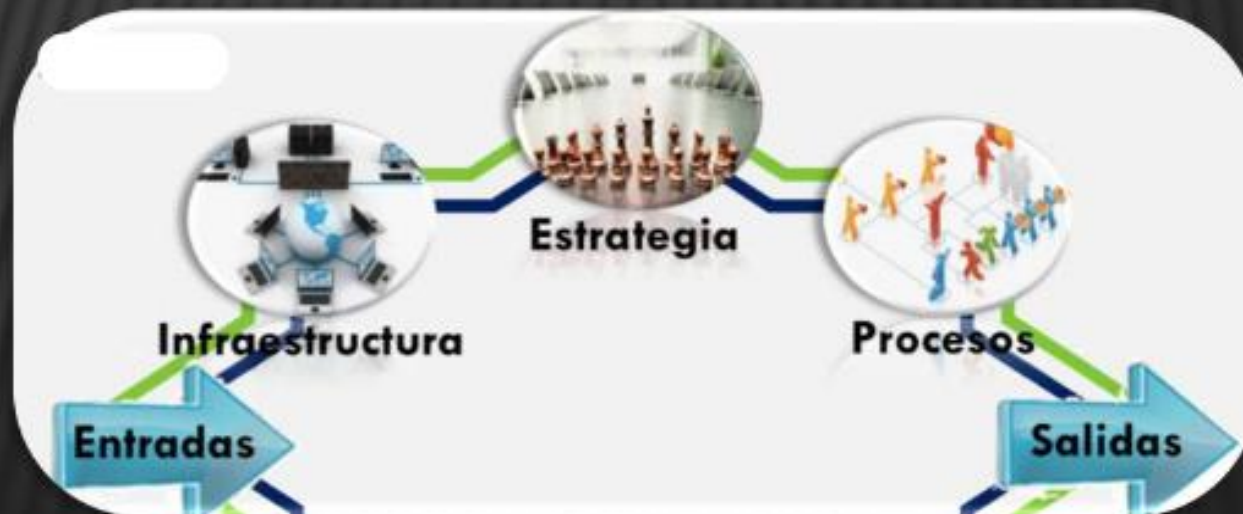 Estrategia
Infraestructura
Procesos
Entradas
Salidas